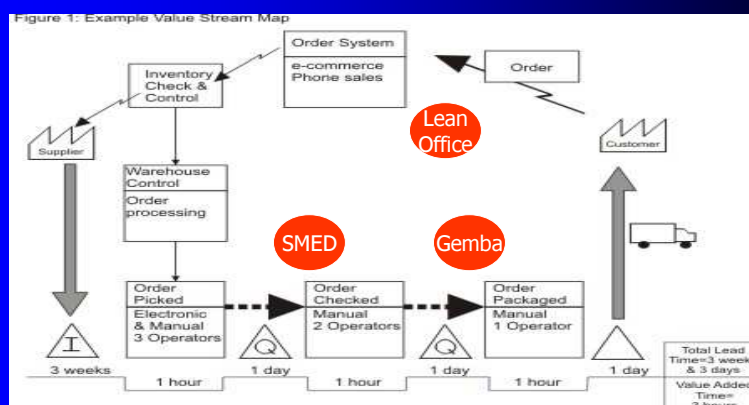 Figure 1: Example Value Stream Map
Order System
e-commerce
Phone sales
Order
Inventory
Check &
Control
Lean
Office
Supplier
Customer
Warehouse
Control
Order
processing
SMED
Gemba
Order
Picked
Electronic
& Manual
3 Operators
Order
Checked
Manual
2 Operators
Order
Packaged
Manual
1 Operator
I
Q
Q
3 weeks
1 hour
1 day
1 hour
1 day
1 hour
1 day
Total Lead
Time=3 week
& 3 days
Value Added
Time=
3 hours